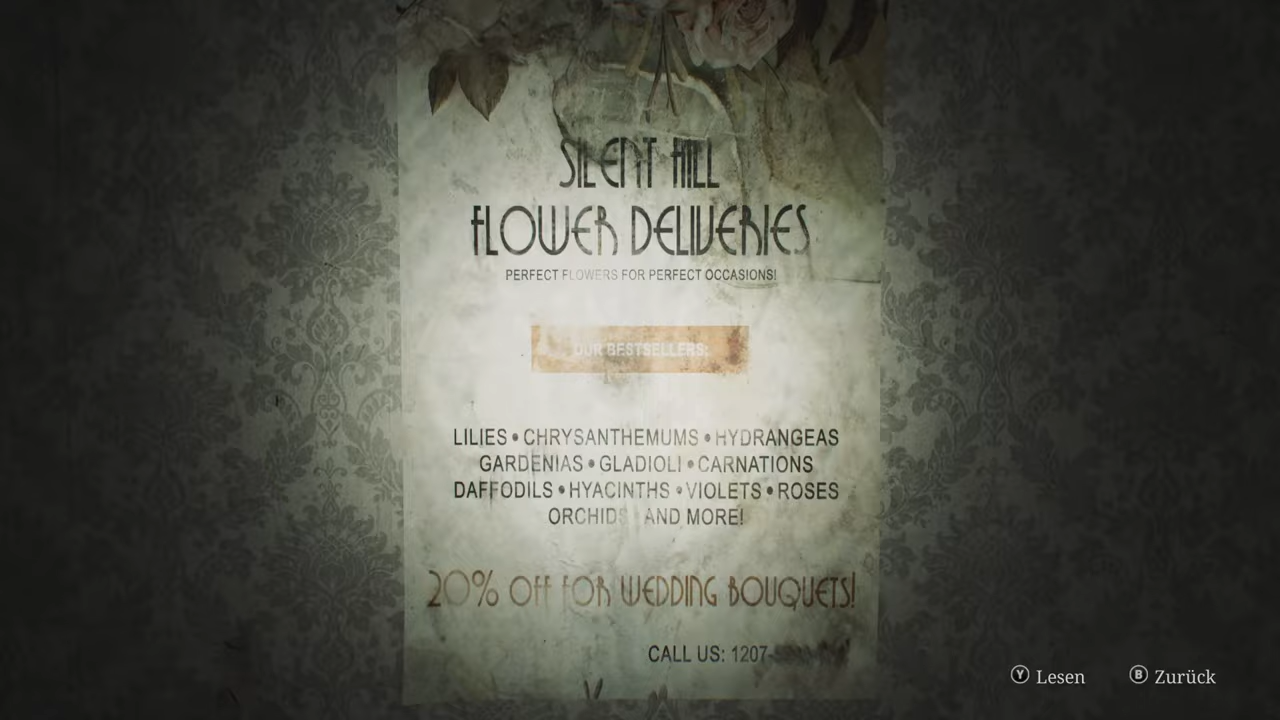 SILENT HILL
FLOWER DELIVERIES
PERFECT FLOWERS FOR PERFECT OCCASIONS!
OUR BESTSELLERS:
LILIES • CHRYSANTHEMUMS • HYDRANGEAS
GARDENIAS • GLADIOLI • CARNATIONS
DAFFODILS • HYACINTHS • VIOLETS • ROSES
ORCHIDS AND MORE!
20% OFF FOR WEDDING BOUQUETS!
CALL US: 1207-
Y Lesen
B Zurück